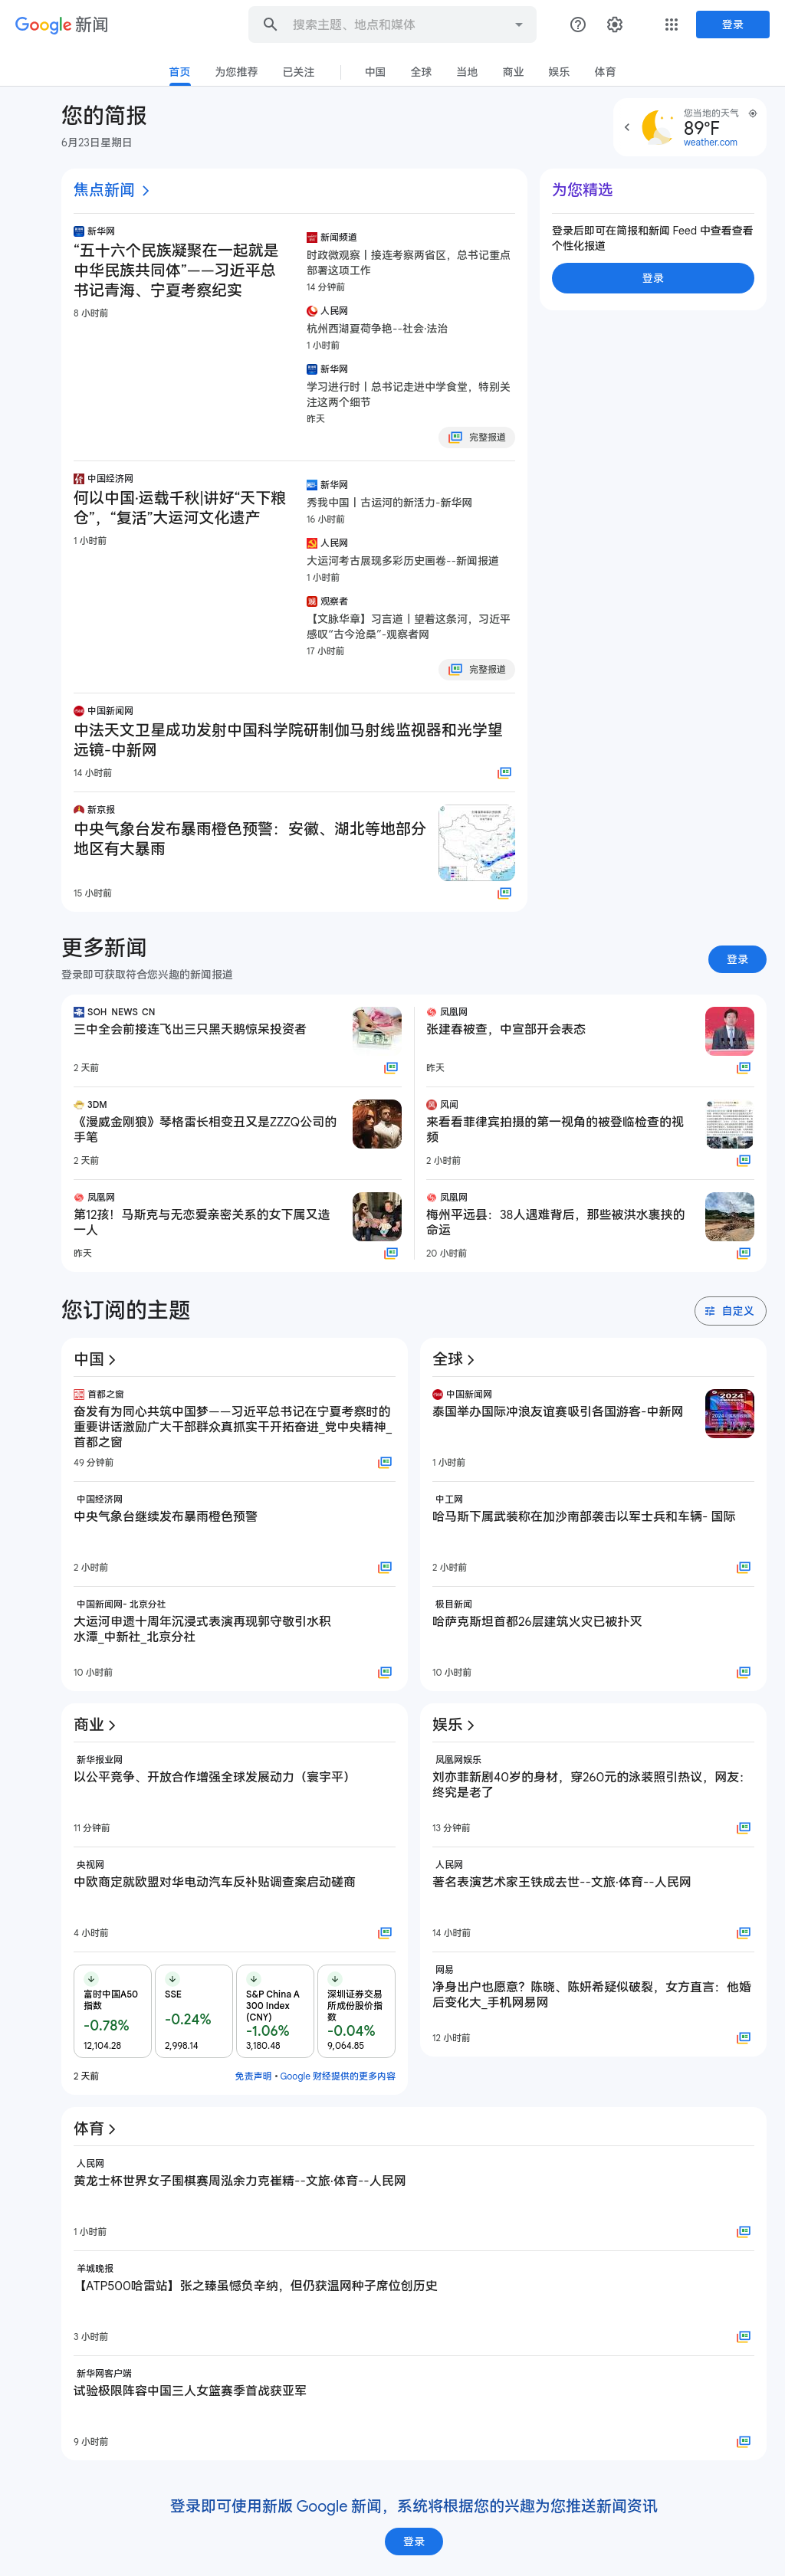 Google 新闻
搜索主题、地点和媒体
登录
首页
为您推荐
已关注
中国
全球
当地
商业
娱乐
体育
您的简报
6月23日星期日
您当地的天气
89°F
weather.com
焦点新闻
新华网
“五十六个民族凝聚在一起就是
中华民族共同体”——习近平总
书记青海、宁夏考察纪实
8 小时前
新闻频道
时政微观察丨接连考察两省区，总书记重点
部署这项工作
14 分钟前
人民网
杭州西湖夏荷争艳--社会·法治
1 小时前
新华网
学习进行时丨总书记走进中学食堂，特别关
注这两个细节
昨天
完整报道
中国经济网
何以中国·运载千秋|讲好“天下粮
仓”，“复活”大运河文化遗产
1 小时前
新华网
秀我中国丨古运河的新活力-新华网
16 小时前
人民网
大运河考古展现多彩历史画卷--新闻报道
1 小时前
观察者
【文脉华章】习言道丨望着这条河，习近平
感叹“古今沧桑”-观察者网
17 小时前
完整报道
中国新闻网
中法天文卫星成功发射中国科学院研制伽马射线监视器和光学望
远镜-中新网
14 小时前
新京报
中央气象台发布暴雨橙色预警：安徽、湖北等地部分
地区有大暴雨
15 小时前
为您精选
登录后即可在简报和新闻 Feed 中查看查看
个性化报道
登录
更多新闻
登录即可获取符合您兴趣的新闻报道
登录
SOH NEWS CN
三中全会前接连飞出三只黑天鹅惊呆投资者
2 天前
凤凰网
张建春被查，中宣部开会表态
昨天
3DM
《漫威金刚狼》琴格雷长相变丑又是ZZZQ公司的
手笔
2 天前
风闻
来看看菲律宾拍摄的第一视角的被登临检查的视
频
2 小时前
凤凰网
第12孩！马斯克与无恋爱亲密关系的女下属又造
一人
昨天
凤凰网
梅州平远县：38人遇难背后，那些被洪水裹挟的
命运
20 小时前
您订阅的主题
自定义
中国
首都之窗
奋发有为同心共筑中国梦——习近平总书记在宁夏考察时的
重要讲话激励广大干部群众真抓实干开拓奋进_党中央精神_
首都之窗
49 分钟前
中国经济网
中央气象台继续发布暴雨橙色预警
2 小时前
中国新闻网- 北京分社
大运河申遗十周年沉浸式表演再现郭守敬引水积
水潭_中新社_北京分社
10 小时前
全球
中国新闻网
泰国举办国际冲浪友谊赛吸引各国游客-中新网
2024
1 小时前
中工网
哈马斯下属武装称在加沙南部袭击以军士兵和车辆- 国际
2 小时前
极目新闻
哈萨克斯坦首都26层建筑火灾已被扑灭
10 小时前
商业
新华报业网
以公平竞争、开放合作增强全球发展动力（寰宇平）
11 分钟前
央视网
中欧商定就欧盟对华电动汽车反补贴调查案启动磋商
4 小时前
富时中国A50
指数
-0.78%
12,104.28
SSE
-0.24%
2,998.14
S&P China A
300 Index
(CNY)
-1.06%
3,180.48
深圳证券交易
所成份股价指
数
-0.04%
9,064.85
2 天前
免责声明 • Google 财经提供的更多内容
娱乐
凤凰网娱乐
刘亦菲新剧40岁的身材，穿260元的泳装照引热议，网友：
终究是老了
13 分钟前
人民网
著名表演艺术家王铁成去世--文旅·体育--人民网
14 小时前
网易
净身出户也愿意？陈晓、陈妍希疑似破裂，女方直言：他婚
后变化大_手机网易网
12 小时前
体育
人民网
黄龙士杯世界女子围棋赛周泓余力克崔精--文旅·体育--人民网
1 小时前
羊城晚报
【ATP500哈雷站】张之臻虽憾负辛纳，但仍获温网种子席位创历史
3 小时前
新华网客户端
试验极限阵容中国三人女篮赛季首战获亚军
9 小时前
登录即可使用新版 Google 新闻，系统将根据您的兴趣为您推送新闻资讯
登录